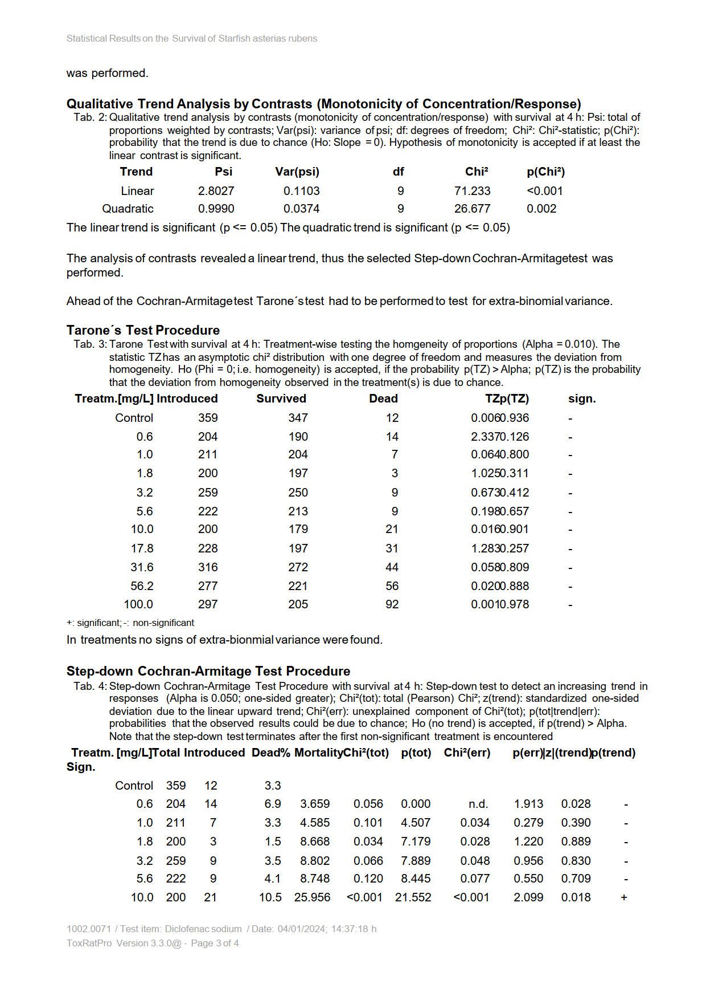 Statistical Results on the Survival of Starfish asterias rubens
was performed.
Qualitative Trend Analysis by Contrasts (Monotonicity of Concentration/Response)
Tab. 2: Qualitative trend analysis by contrasts (monotonicity of concentration/response) with survival at 4 h: Psi: total of
proportions weighted by contrasts; Var(psi): variance of psi; df: degrees of freedom; Chi²: Chi²-statistic; p(Chi²):
probability that the trend is due to chance (Ho: Slope = 0). Hypothesis of monotonicity is accepted if at least the
linear contrast is significant.
Trend Psi Var(psi) df Chi² p(Chi²)
Linear 2.8027 0.1103 9 71.233 <0.001
Quadratic 0.9990 0.0374 9 26.677 0.002
The linear trend is significant (p <= 0.05) The quadratic trend is significant (p <= 0.05)
The analysis of contrasts revealed a linear trend, thus the selected Step-down Cochran-Armitagetest was
performed.
Ahead of the Cochran-Armitage test Tarone´s test had to be performed to test for extra-binomial variance.
Tarone´s Test Procedure
Tab. 3: Tarone Test with survival at 4 h: Treatment-wise testing the homgeneity of proportions (Alpha = 0.010). The
statistic TZ has an asymptotic chi² distribution with one degree of freedom and measures the deviation from
homogeneity. Ho (Phi = 0; i.e. homogeneity) is accepted, if the probability p(TZ) > Alpha; p(TZ) is the probability
that the deviation from homogeneity observed in the treatment(s) is due to chance.
Treatm.[mg/L] Introduced Survived Dead TZp(TZ) sign.
Control 359 347 12 0.0060.936 -
0.6 204 190 14 2.3370.126 -
1.0 211 204 7 0.0640.800 -
1.8 200 197 3 1.0250.311 -
3.2 259 250 9 0.6730.412 -
5.6 222 213 9 0.1980.657 -
10.0 200 179 21 0.0160.901 -
17.8 228 197 31 1.2830.257 -
31.6 316 272 44 0.0580.809 -
56.2 277 221 56 0.0200.888 -
100.0 297 205 92 0.0010.978 -
+: significant; -: non-significant
In treatments no signs of extra-bionmial variance were found.
Step-down Cochran-Armitage Test Procedure
Tab. 4: Step-down Cochran-Armitage Test Procedure with survival at 4 h: Step-down test to detect an increasing trend in
responses (Alpha is 0.050; one-sided greater); Chi²(tot): total (Pearson) Chi²; z(trend): standardized one-sided
deviation due to the linear upward trend; Chi²(err): unexplained component of Chi²(tot); p(tot|trend|err):
probabilities that the observed results could be due to chance; Ho (no trend) is accepted, if p(trend) > Alpha.
Note that the step-down test terminates after the first non-significant treatment is encountered
Treatm. [mg/L]Total Introduced Dead% MortalityChi²(tot) p(tot) Chi²(err) p(err)|z|(trend)p(trend)
Sign.
Control 359 12 3.3
0.6 204 14 6.9 3.659 0.056 0.000 n.d. 1.913 0.028 -
1.0 211 7 3.3 4.585 0.101 4.507 0.034 0.279 0.390 -
1.8 200 3 1.5 8.668 0.034 7.179 0.028 1.220 0.889 -
3.2 259 9 3.5 8.802 0.066 7.889 0.048 0.956 0.830 -
5.6 222 9 4.1 8.748 0.120 8.445 0.077 0.550 0.709 -
10.0 200 21 10.5 25.956 <0.001 21.552 <0.001 2.099 0.018 +
1002.0071 / Test item: Diclofenac sodium / Date: 04/01/2024; 14:37:18 h
ToxRatPro Version 3.3.0@ - Page 3 of 4